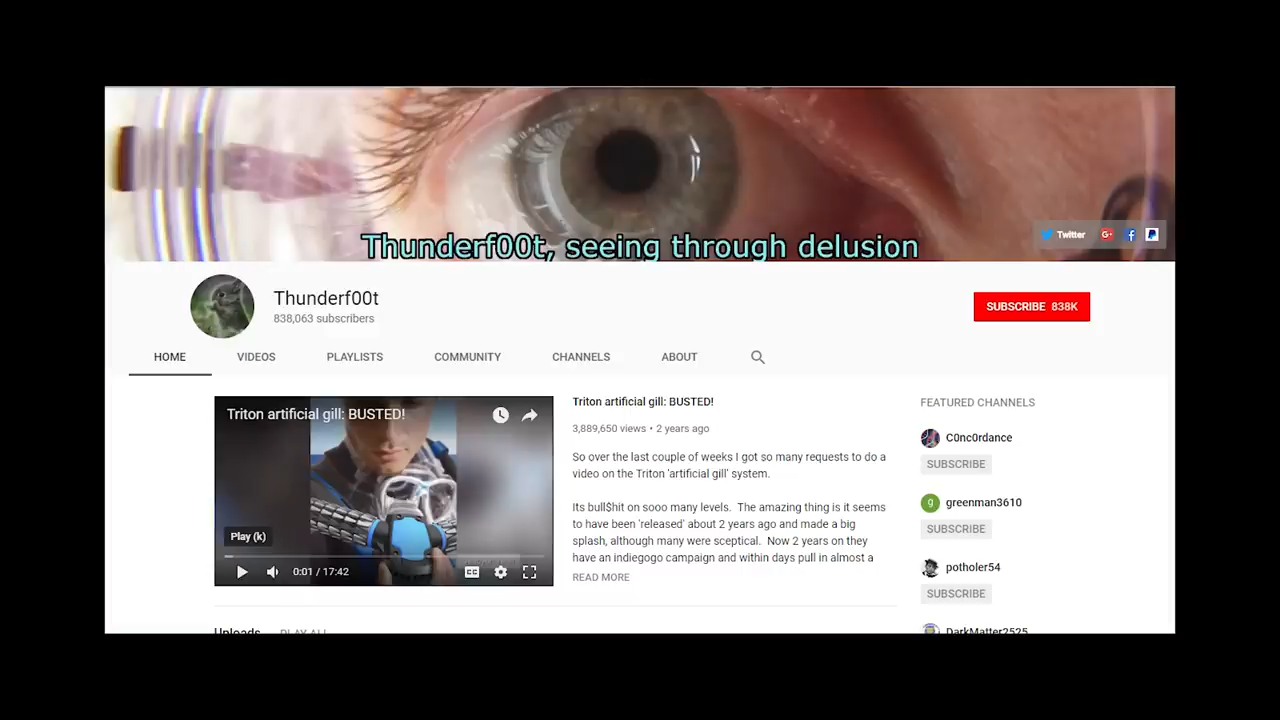 Thunderf00t, seeing through delusion
Twitter
G+
Thunderf00t
838,063 subscribers
SUBSCRIBE 838K
HOME VIDEOS PLAYLISTS COMMUNITY CHANNELS ABOUT
Triton artificial gill: BUSTED!
Play (k)
0:01 / 17:42
CC
Triton artificial gill: BUSTED!
3,889,650 views • 2 years ago
So over the last couple of weeks I got so many requests to do a
video on the Triton 'artificial gill' system.
Its bull$hit on sooo many levels. The amazing thing is it seems
to have been 'released' about 2 years ago and made a big
splash, although many were sceptical. Now 2 years on they
have an indiegogo campaign and within days pull in almost a
READ MORE
FEATURED CHANNELS
C0nc0rdance
SUBSCRIBE
g
greenman3610
SUBSCRIBE
potholer54
SUBSCRIBE
DarkMatter2525
Uploads PLAY ALL